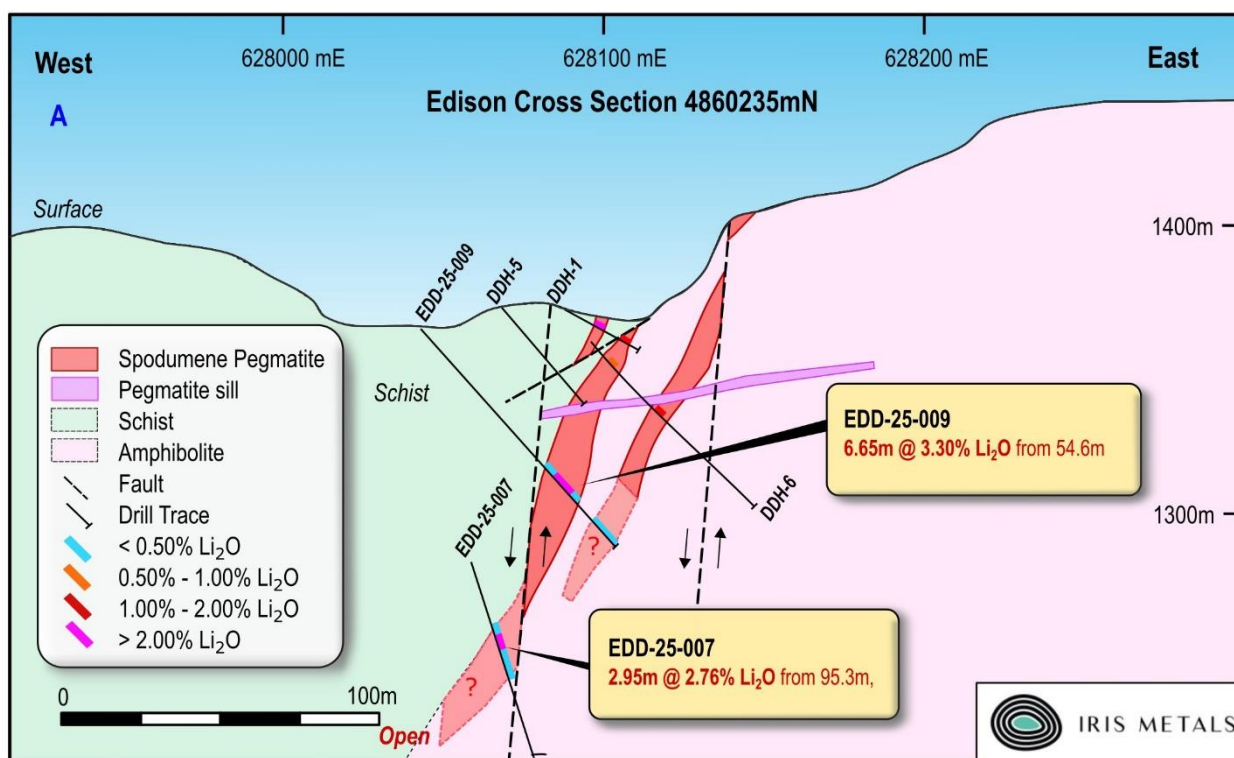 West
628000 mE
628100 mE
628200 mE
East
A
Edison Cross Section 4860235mN
Surface
1400m
EDD-25-009
DDH-5
DDH-1
Spodumene Pegmatite
Pegmatite sill
Schist
Amphibolite
Fault
Drill Trace
< 0.50% Li₂O
0.50% - 1.00% Li₂O
1.00% - 2.00% Li₂O
> 2.00% Li₂O
Schist
EDD-25-009
6.65m @ 3.30% Li₂O from 54.6m
EDD-25-007
DDH-6
1300m
?
?
EDD-25-007
2.95m @ 2.76% Li₂O from 95.3m,
0
100m
Open
IRIS METALS